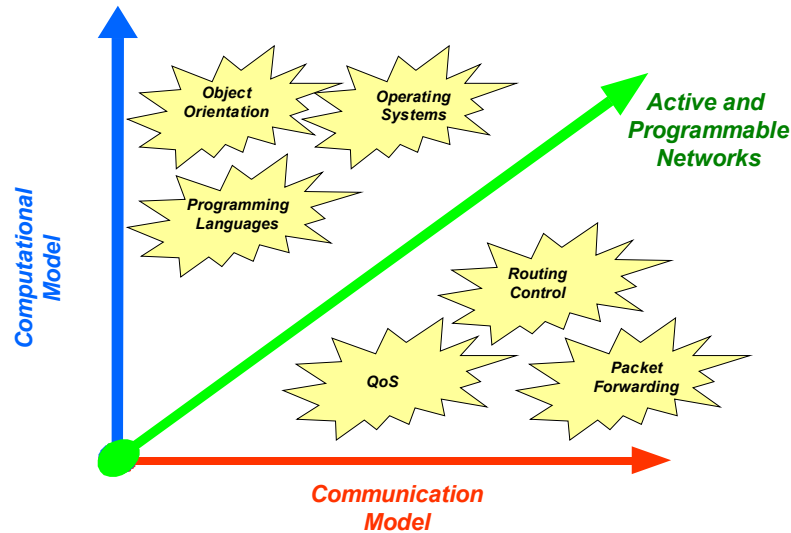 Object
Orientation
Operating
Systems
Active and
Programmable
Networks
Programming
Languages
Computational
Model
Routing
Control
QoS
Packet
Forwarding
Communication
Model